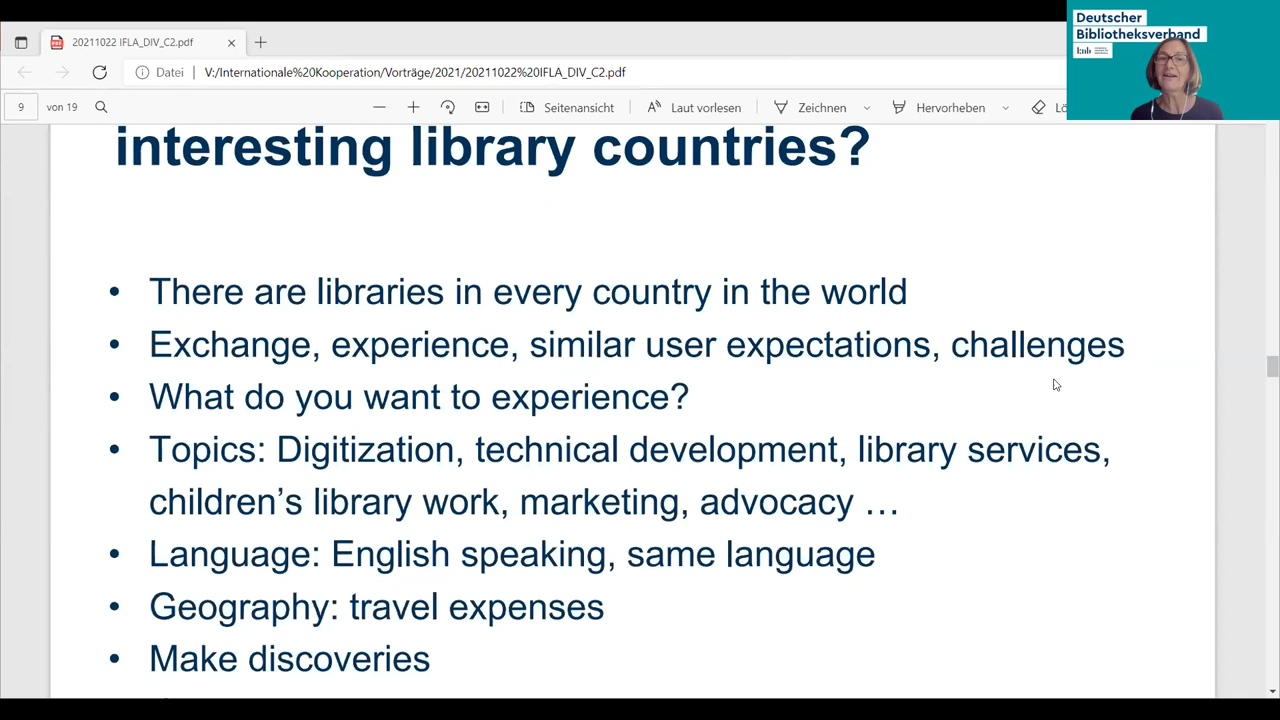 20211022 IFLA_DIV_C2.pdf
Deutscher
Bibliotheksverband
knb
Datei V:/Internationale%20Kooperation/Vorträge/2021/20211022%20IFLA_DIV_C2.pdf
9 von 19 Seitenansicht Laut vorlesen Zeichnen Hervorheben Lö
interesting library countries?
• There are libraries in every country in the world
• Exchange, experience, similar user expectations, challenges
• What do you want to experience?
• Topics: Digitization, technical development, library services,
children’s library work, marketing, advocacy …
• Language: English speaking, same language
• Geography: travel expenses
• Make discoveries